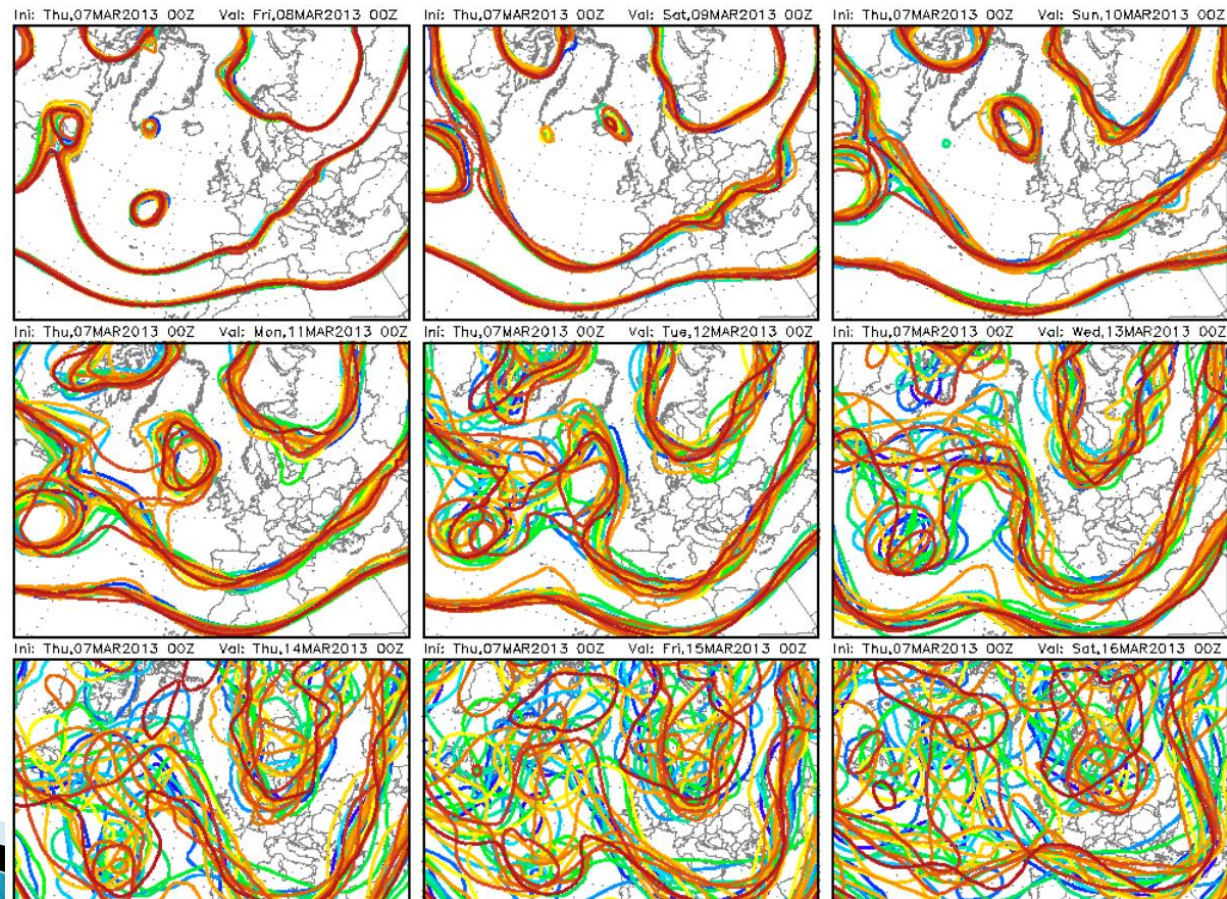 Ini: Thu,07MAR2013 00Z Val: Fri,08MAR2013 00Z
Ini: Thu,07MAR2013 00Z Val: Sat,09MAR2013 00Z
Ini: Thu,07MAR2013 00Z Val: Sun,10MAR2013 00Z
Ini: Thu,07MAR2013 00Z Val: Mon,11MAR2013 00Z
Ini: Thu,07MAR2013 00Z Val: Tue,12MAR2013 00Z
Ini: Thu,07MAR2013 00Z Val: Wed,13MAR2013 00Z
Ini: Thu,07MAR2013 00Z Val: Thu,14MAR2013 00Z
Ini: Thu,07MAR2013 00Z Val: Fri,15MAR2013 00Z
Ini: Thu,07MAR2013 00Z Val: Sat,16MAR2013 00Z